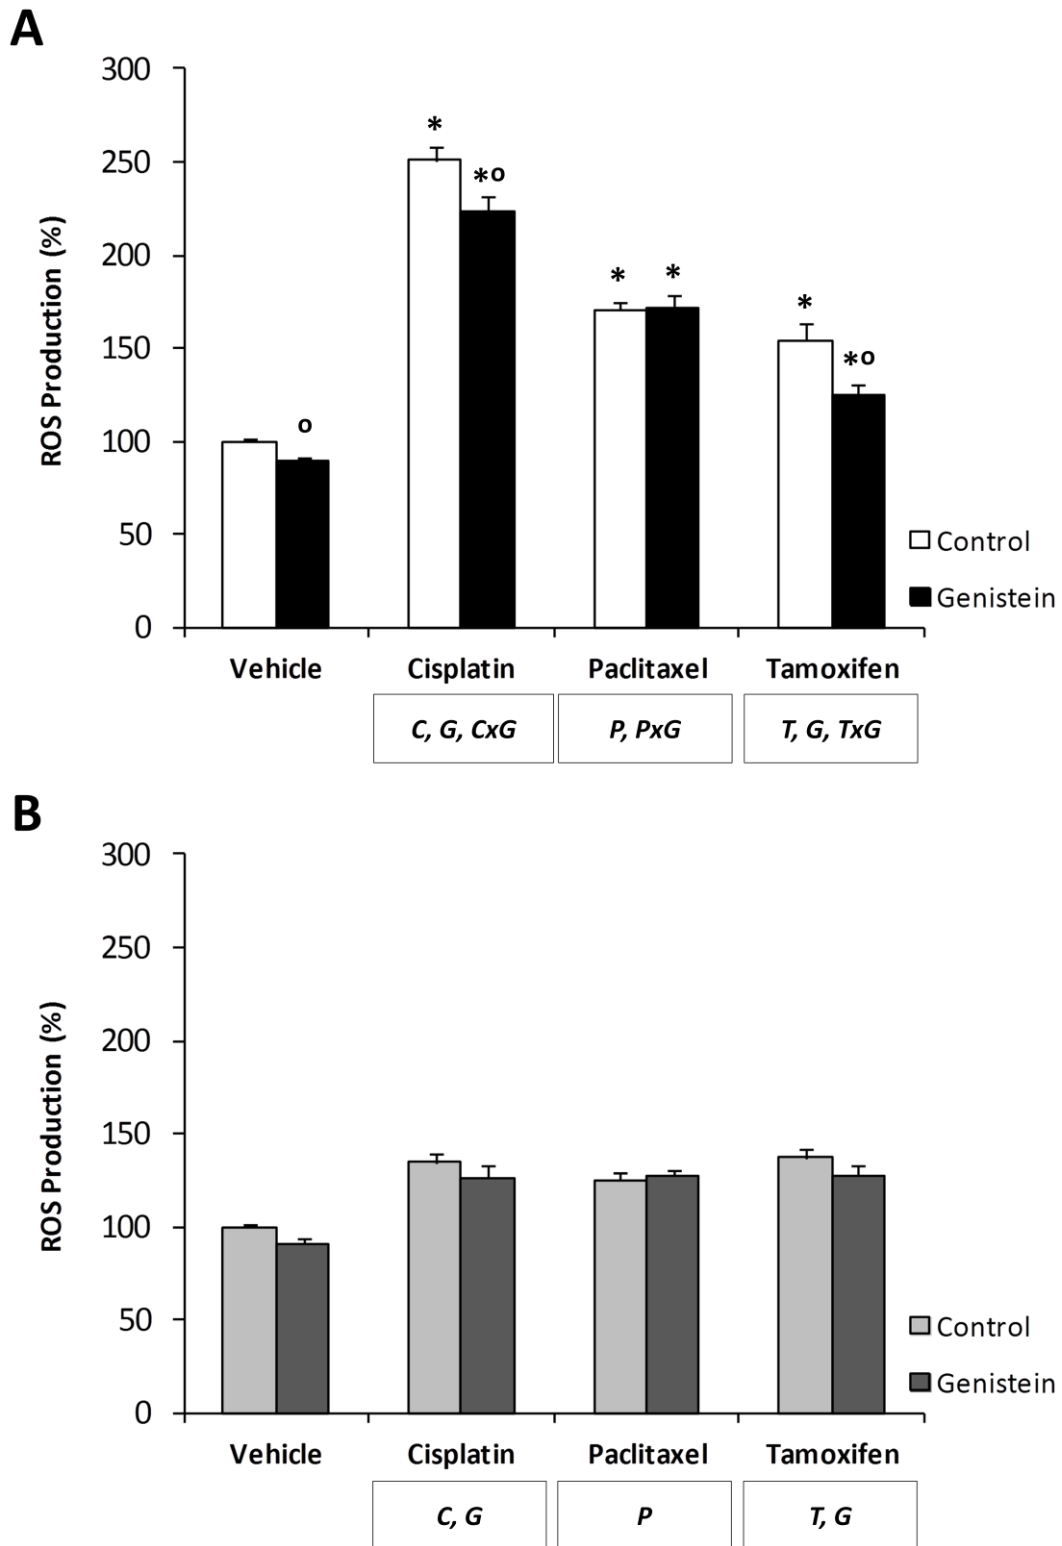 A
300
250
200
150
100
50
0
ROS Production (%)
*
*o
*
*
*
*o
o
Control
Genistein
Vehicle Cisplatin Paclitaxel Tamoxifen
C, G, CxG P, PxG T, G, TxG
B
300
250
200
150
100
50
0
ROS Production (%)
Control
Genistein
Vehicle Cisplatin Paclitaxel Tamoxifen
C, G P T, G